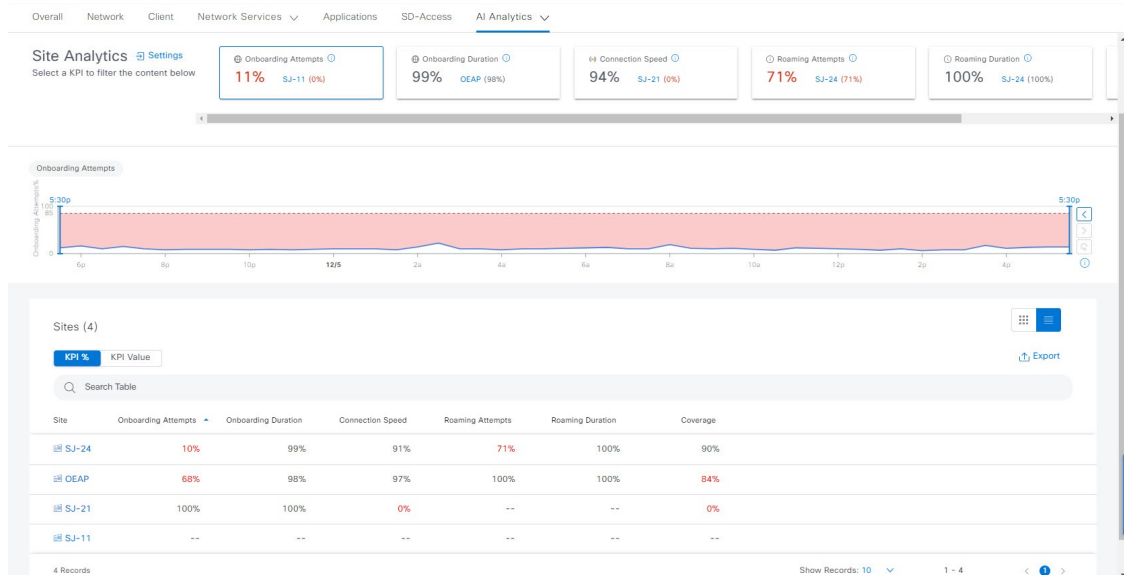 Overall Network Client Network Services Applications SD-Access AI Analytics
Site Analytics Settings
Select a KPI to filter the content below
Onboarding Attempts
11% SJ-11 (0%)
Onboarding Duration
99% OEAP (98%)
Connection Speed
94% SJ-21 (0%)
Roaming Attempts
71% SJ-24 (71%)
Roaming Duration
100% SJ-24 (100%)
Onboarding Attempts
Onboarding Attempts%
5:30p 5:30p
100
85
0
6p 8p 10p 12/5 2a 4a 6a 8a 10a 12p 2p 4p
Sites (4)
KPI % KPI Value
Export
Search Table
Site Onboarding Attempts Onboarding Duration Connection Speed Roaming Attempts Roaming Duration Coverage
SJ-24 10% 99% 91% 71% 100% 90%
OEAP 68% 98% 97% 100% 100% 84%
SJ-21 100% 100% 0% -- -- 0%
SJ-11 -- -- -- -- -- --
4 Records Show Records: 10 1 - 4 1